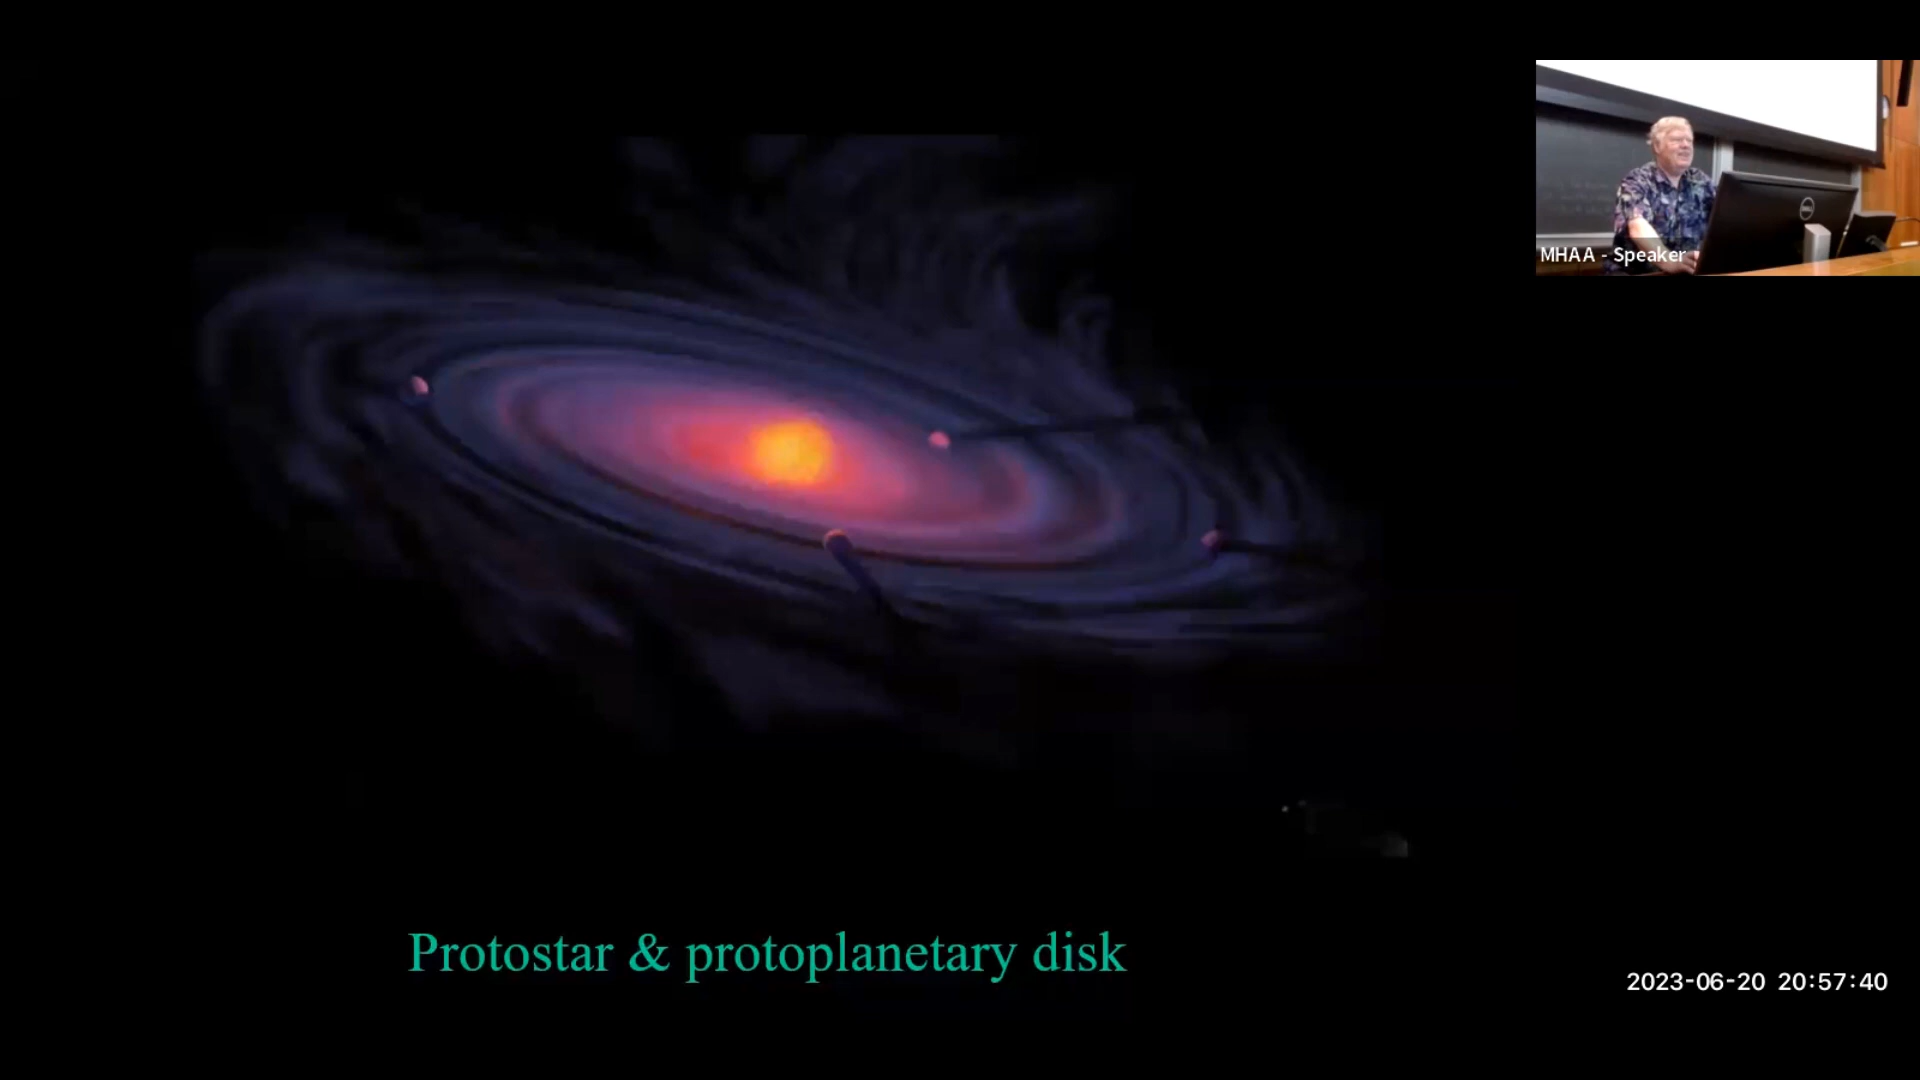 MHAA - Speaker
Protostar & protoplanetary disk
2023-06-20 20:57:40